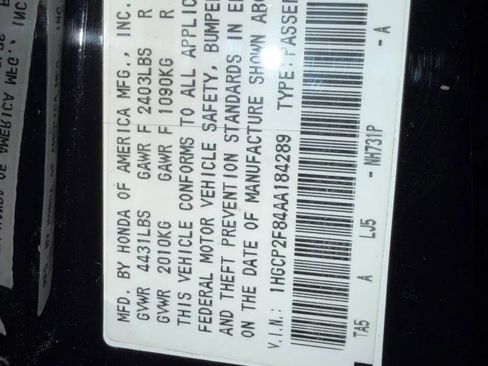 MFD. BY HONDA OF AMERICA MFG., INC.
GVWR 4431LBS GAWR F 2403LBS R
GVWR 2010KG GAWR F 1090KG R
THIS VEHICLE CONFORMS TO ALL APPLIC
FEDERAL MOTOR VEHICLE SAFETY, BUMPER
AND THEFT PREVENTION STANDARDS IN E
ON THE DATE OF MANUFACTURE SHOWN ABO
V.I.N.: 1HGCP2F84AA184289 TYPE: PASSEN
TA5 A LJ5 - NH731P - A